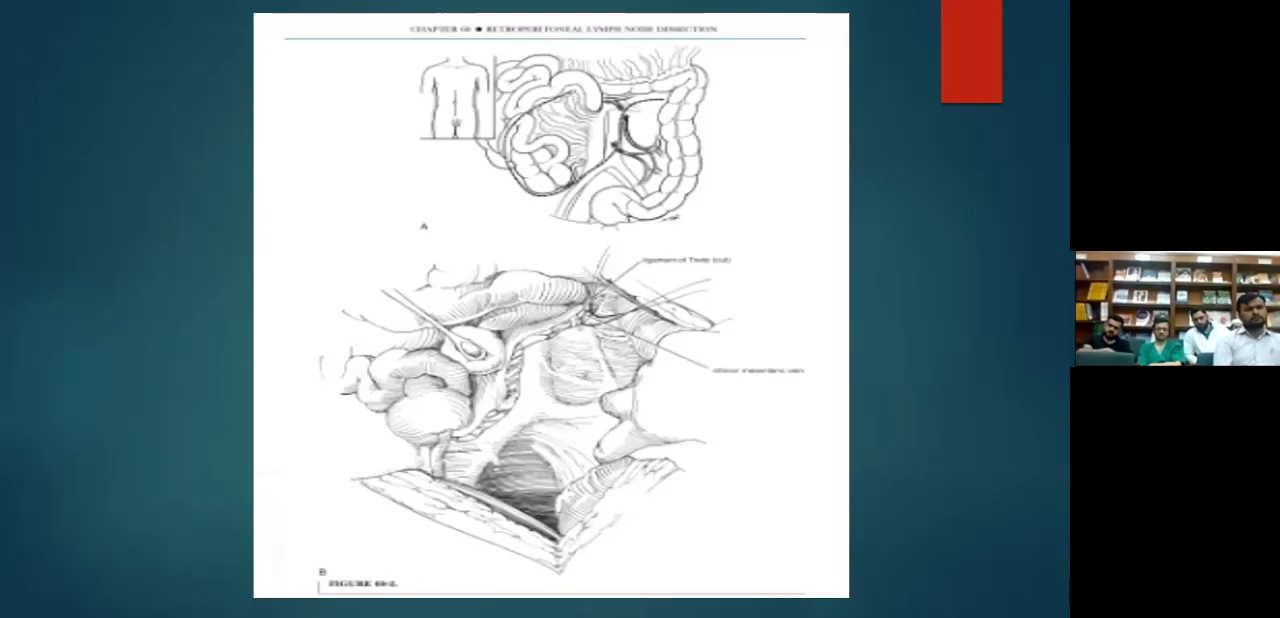 CHAPTER 60 ● RETROPERITONEAL LYMPH NODE DISSECTION
A
ligament of Treitz (cut)
inferior mesenteric vein
B
FIGURE 60-2.